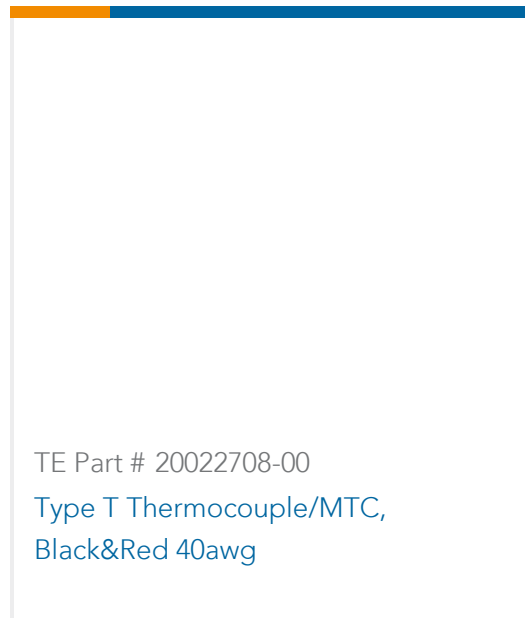 TE Part # 20022708-00
Type T Thermocouple/MTC,
Black&Red 40awg